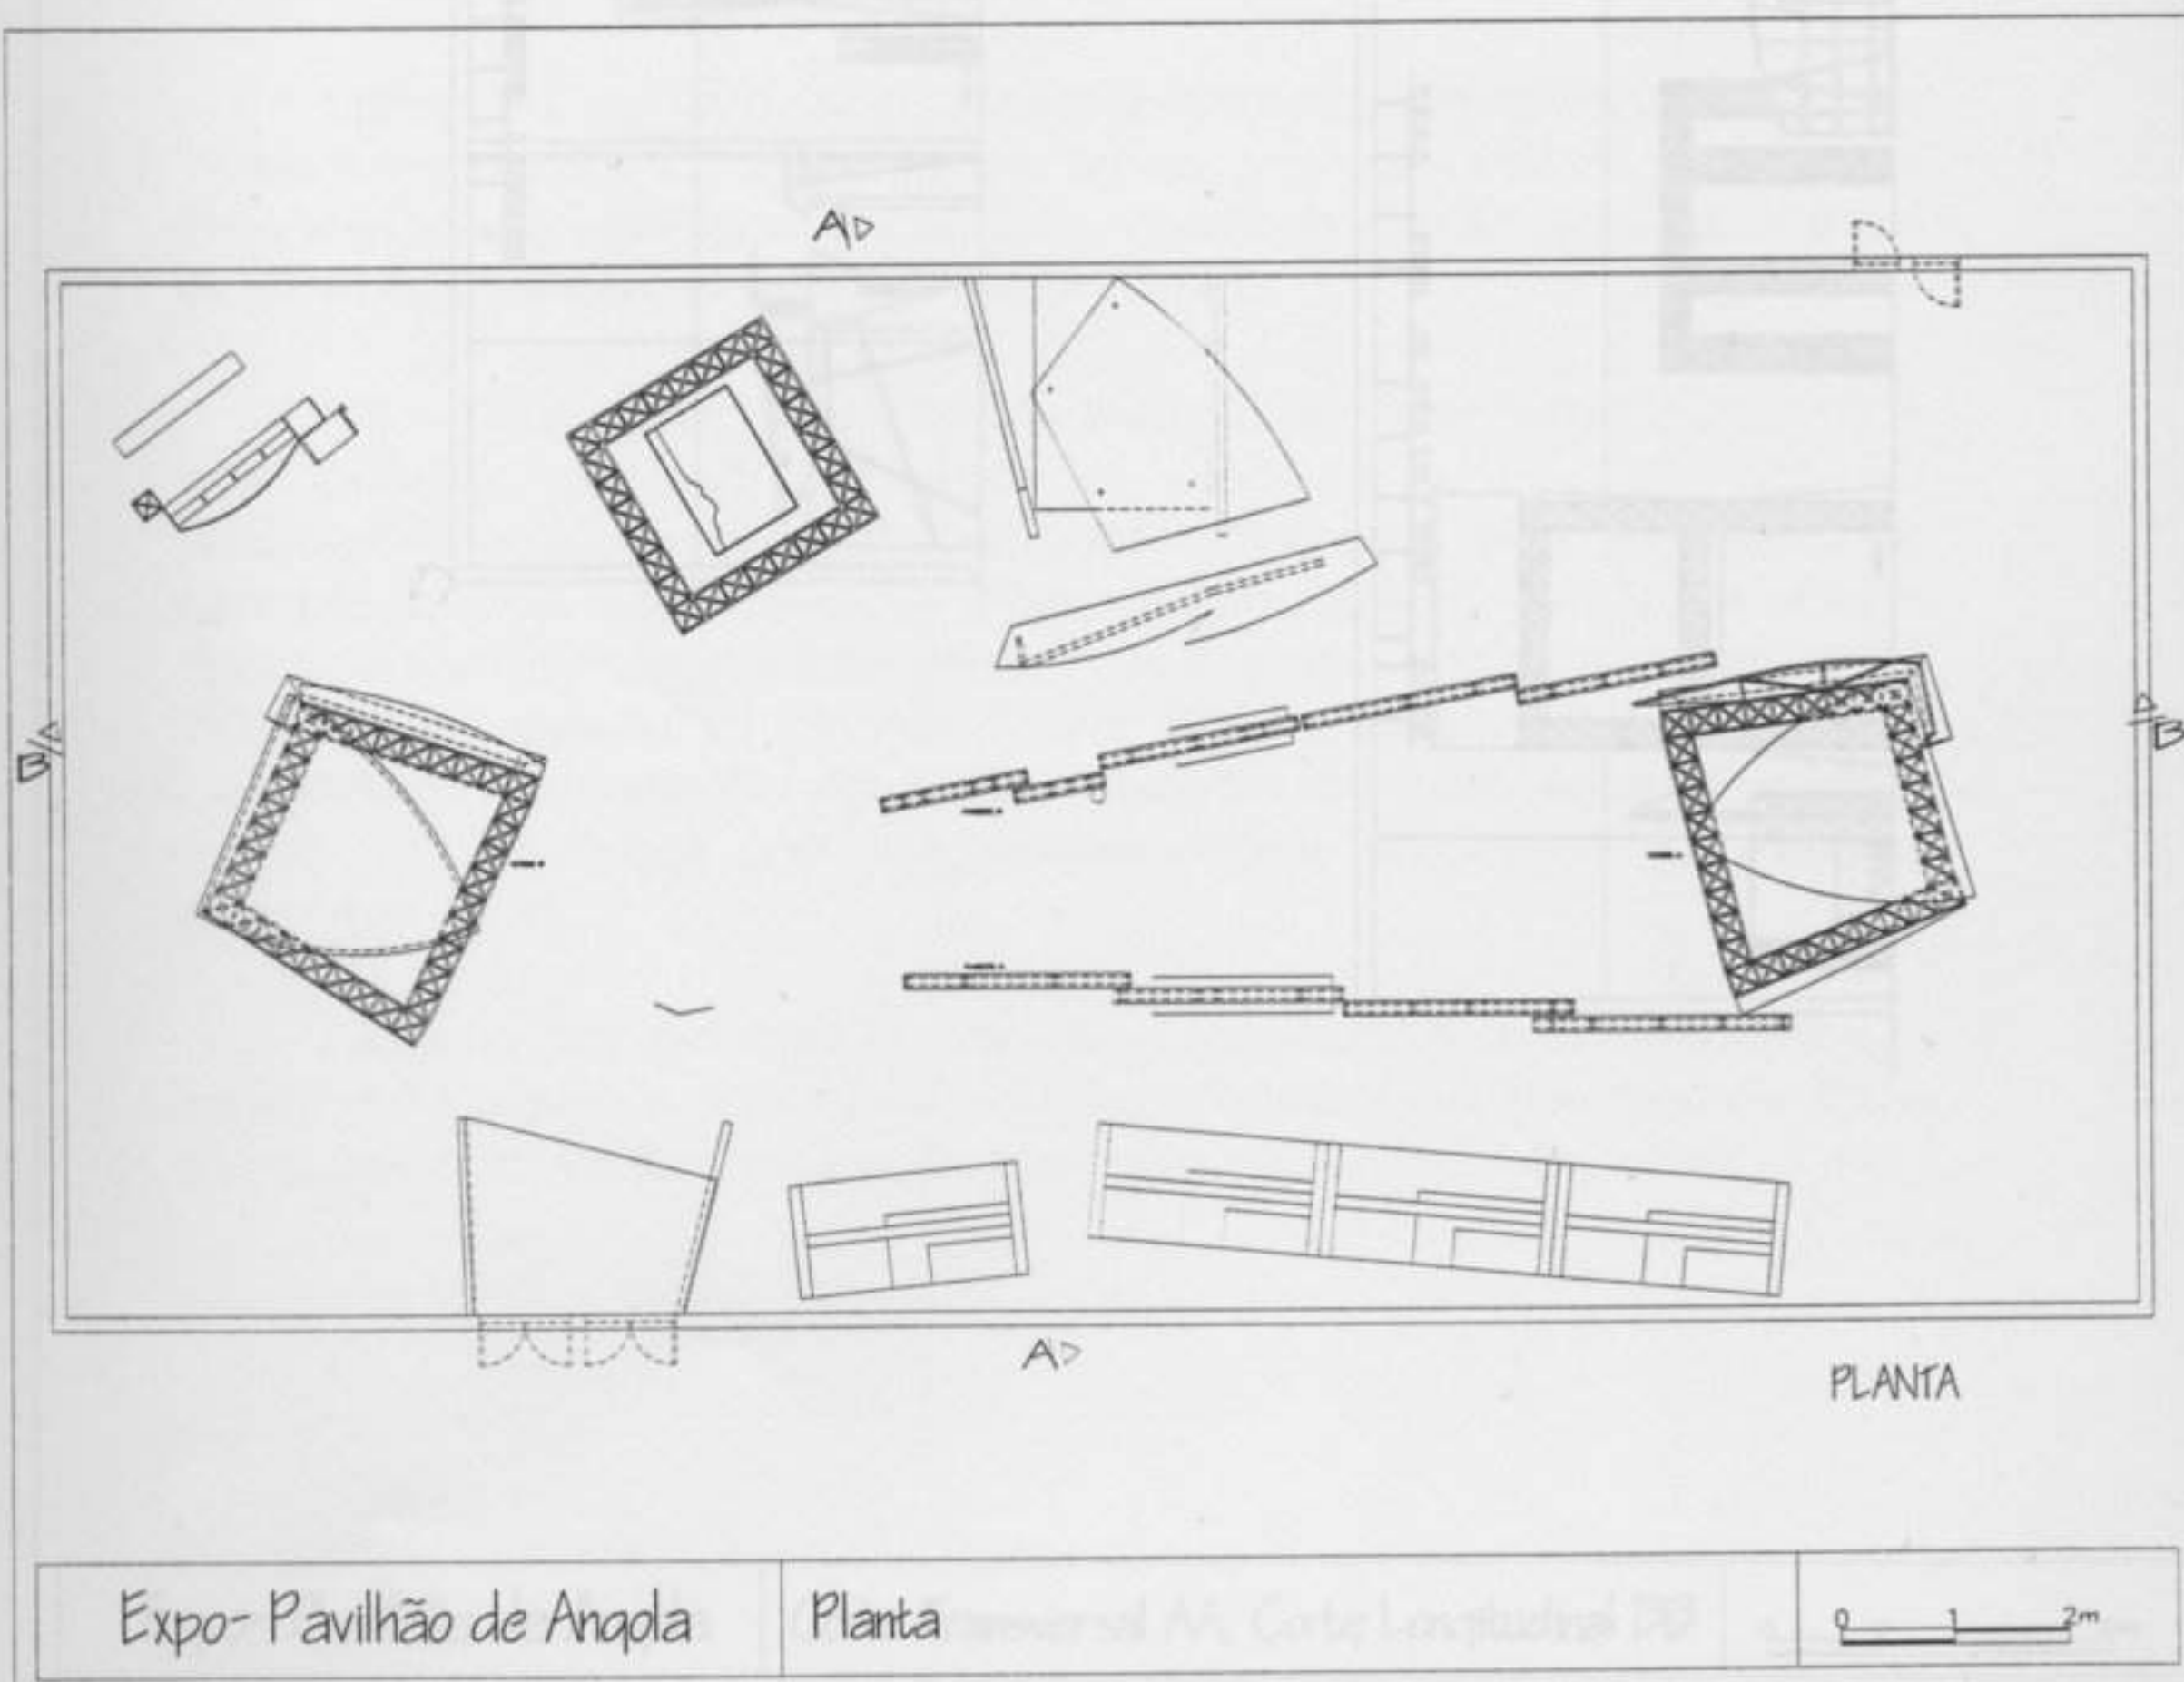 A
B
B
A
PLANTA
Expo- Pavilhão de Angola
Planta
0 1 2m